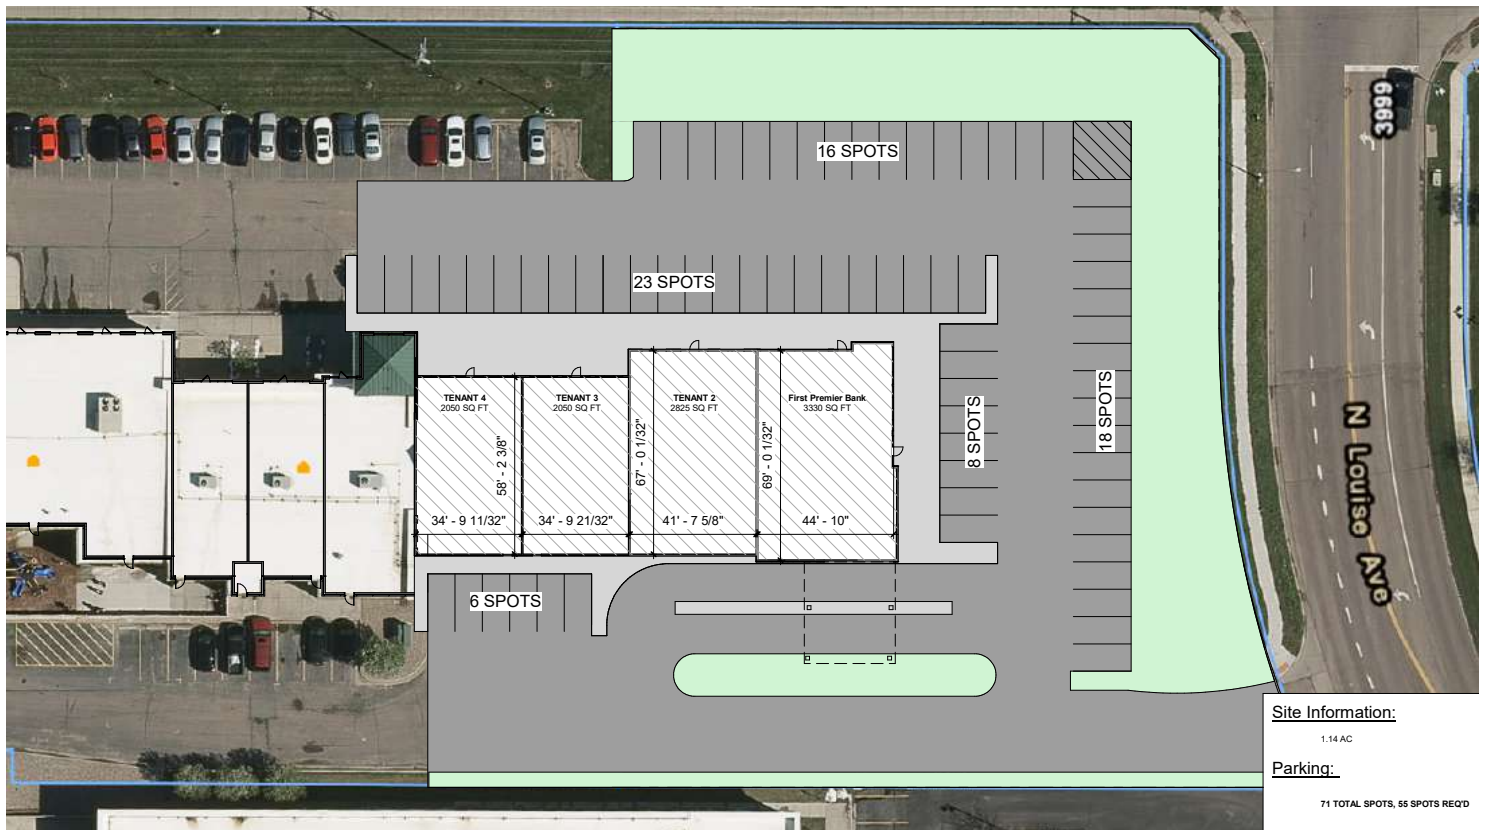 3699
16 SPOTS
23 SPOTS
TENANT 4
2050 SQ FT
TENANT 3
2050 SQ FT
TENANT 2
2825 SQ FT
First Premier Bank
3330 SQ FT
58' - 2 3/8"
67' - 0 1/32"
69' - 0 1/32"
8 SPOTS
18 SPOTS
N Louise Ave
34' - 9 11/32"
34' - 9 21/32"
41' - 7 5/8"
44' - 10"
6 SPOTS
Site Information:
1.14 AC
Parking:
71 TOTAL SPOTS, 55 SPOTS REQ'D